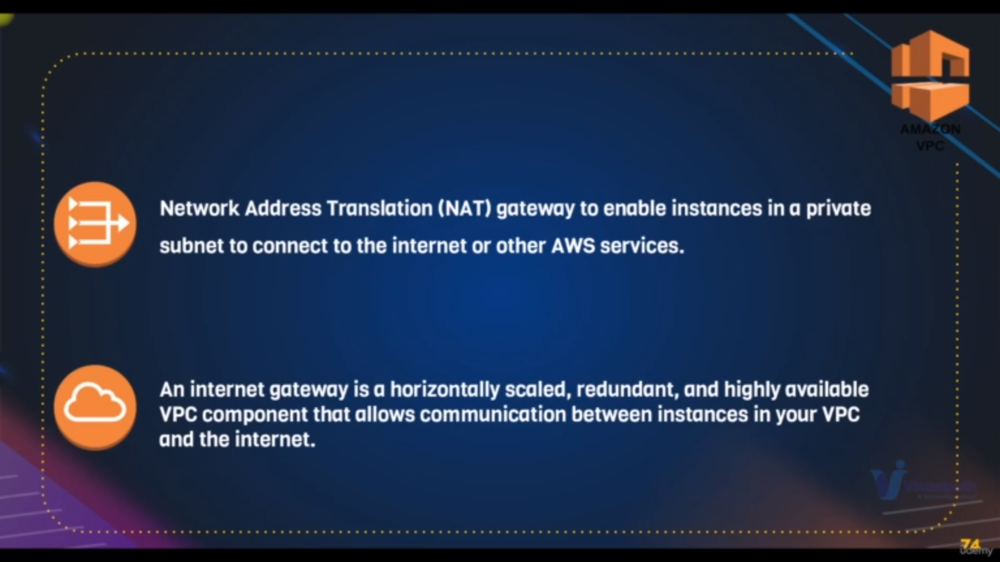 AMAZON
VPC
Network Address Translation (NAT) gateway to enable instances in a private
subnet to connect to the internet or other AWS services.
An internet gateway is a horizontally scaled, redundant, and highly available
VPC component that allows communication between instances in your VPC
and the internet.
74
udemy